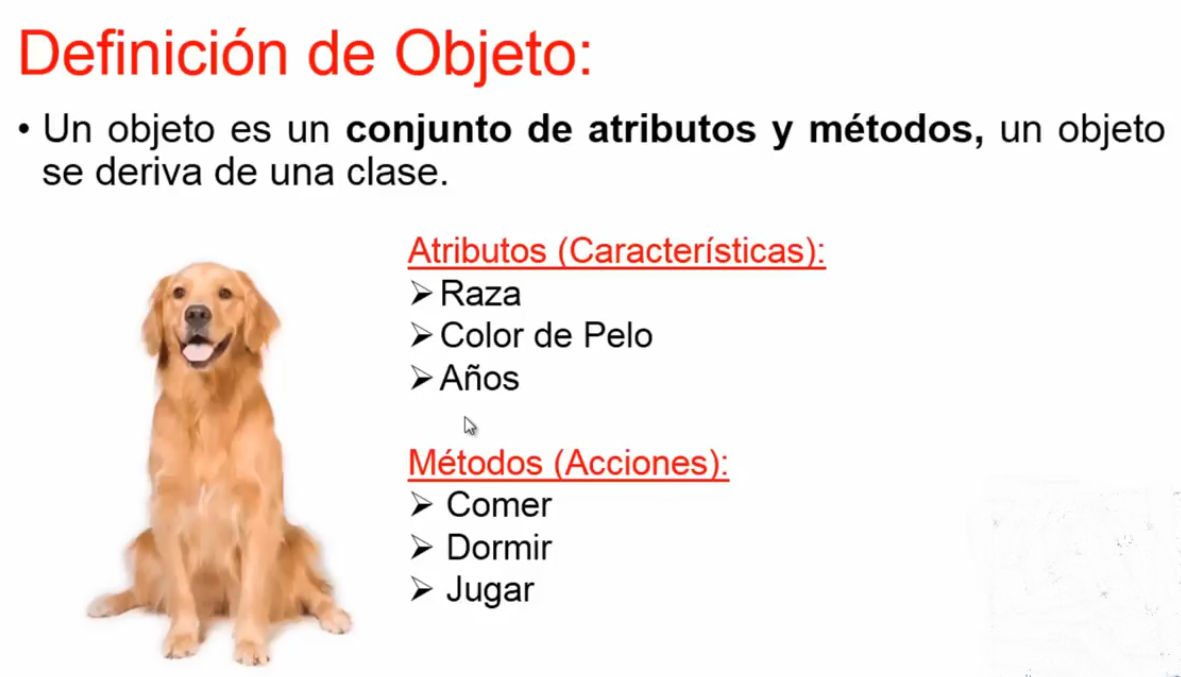 Definición de Objeto:
• Un objeto es un conjunto de atributos y métodos, un objeto
se deriva de una clase.
Atributos (Características):
➢ Raza
➢ Color de Pelo
➢ Años
Métodos (Acciones):
➢ Comer
➢ Dormir
➢ Jugar